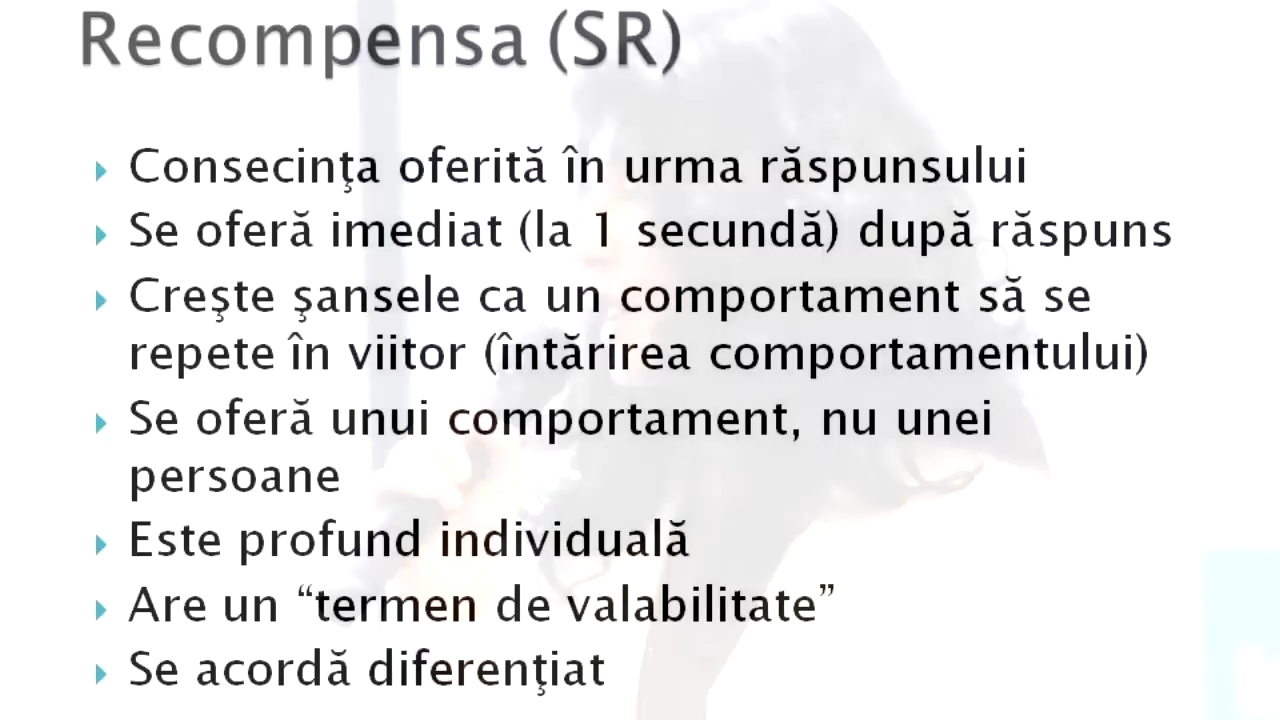 Recompensa (SR)
Consecinţa oferită în urma răspunsului
Se oferă imediat (la 1 secundă) după răspuns
Creşte şansele ca un comportament să se
repete în viitor (întărirea comportamentului)
Se oferă unui comportament, nu unei
persoane
Este profund individuală
Are un “termen de valabilitate”
Se acordă diferenţiat